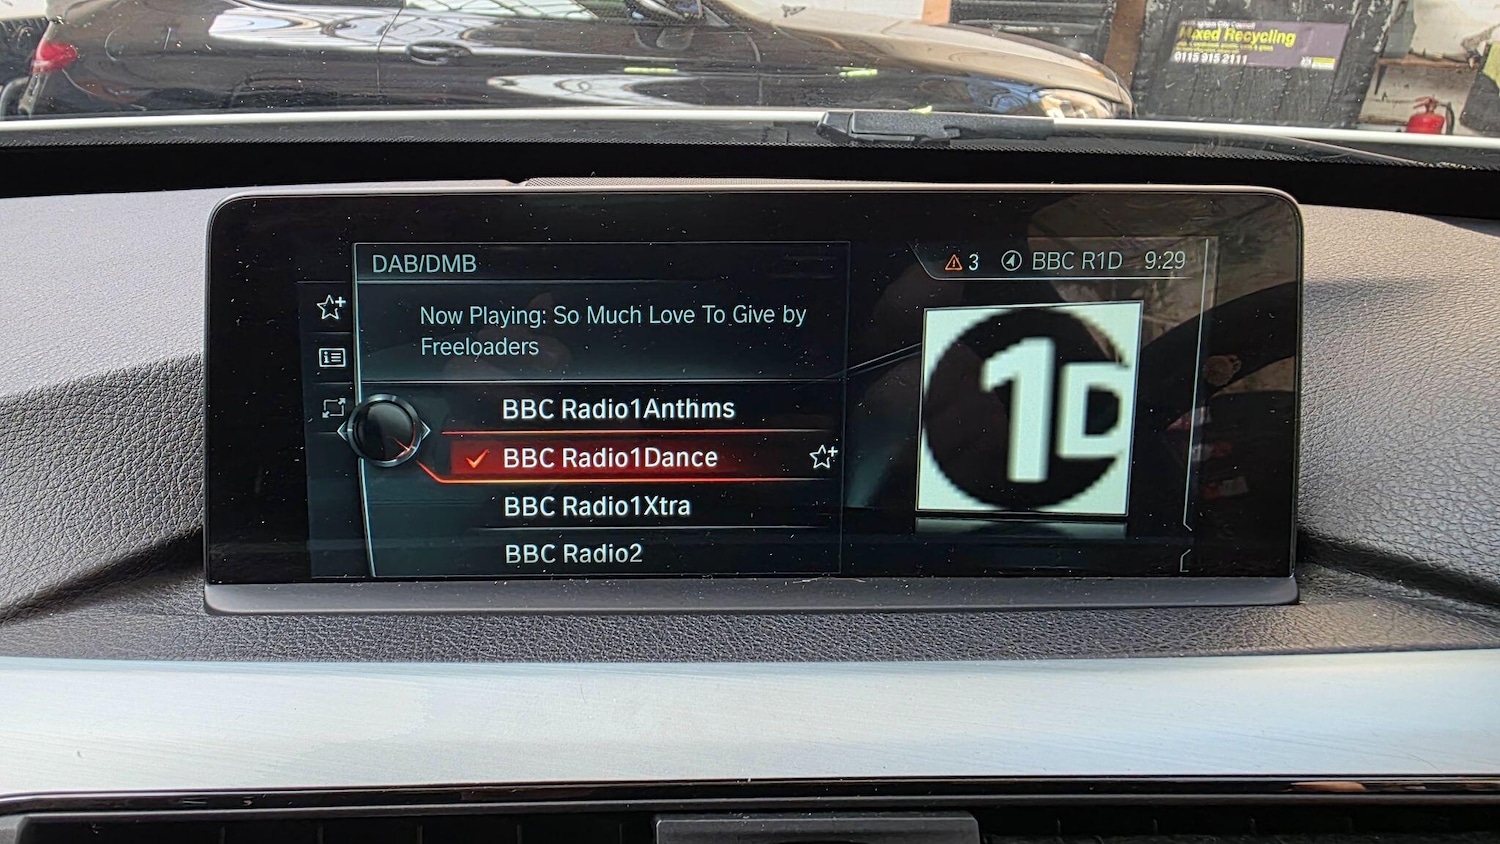 Mixed Recycling
0115 915 2111
DAB/DMB
3
BBC R1D
9:29
Now Playing: So Much Love To Give by
Freeloaders
1D
BBC Radio1Anthms
BBC Radio1Dance
BBC Radio1Xtra
BBC Radio2